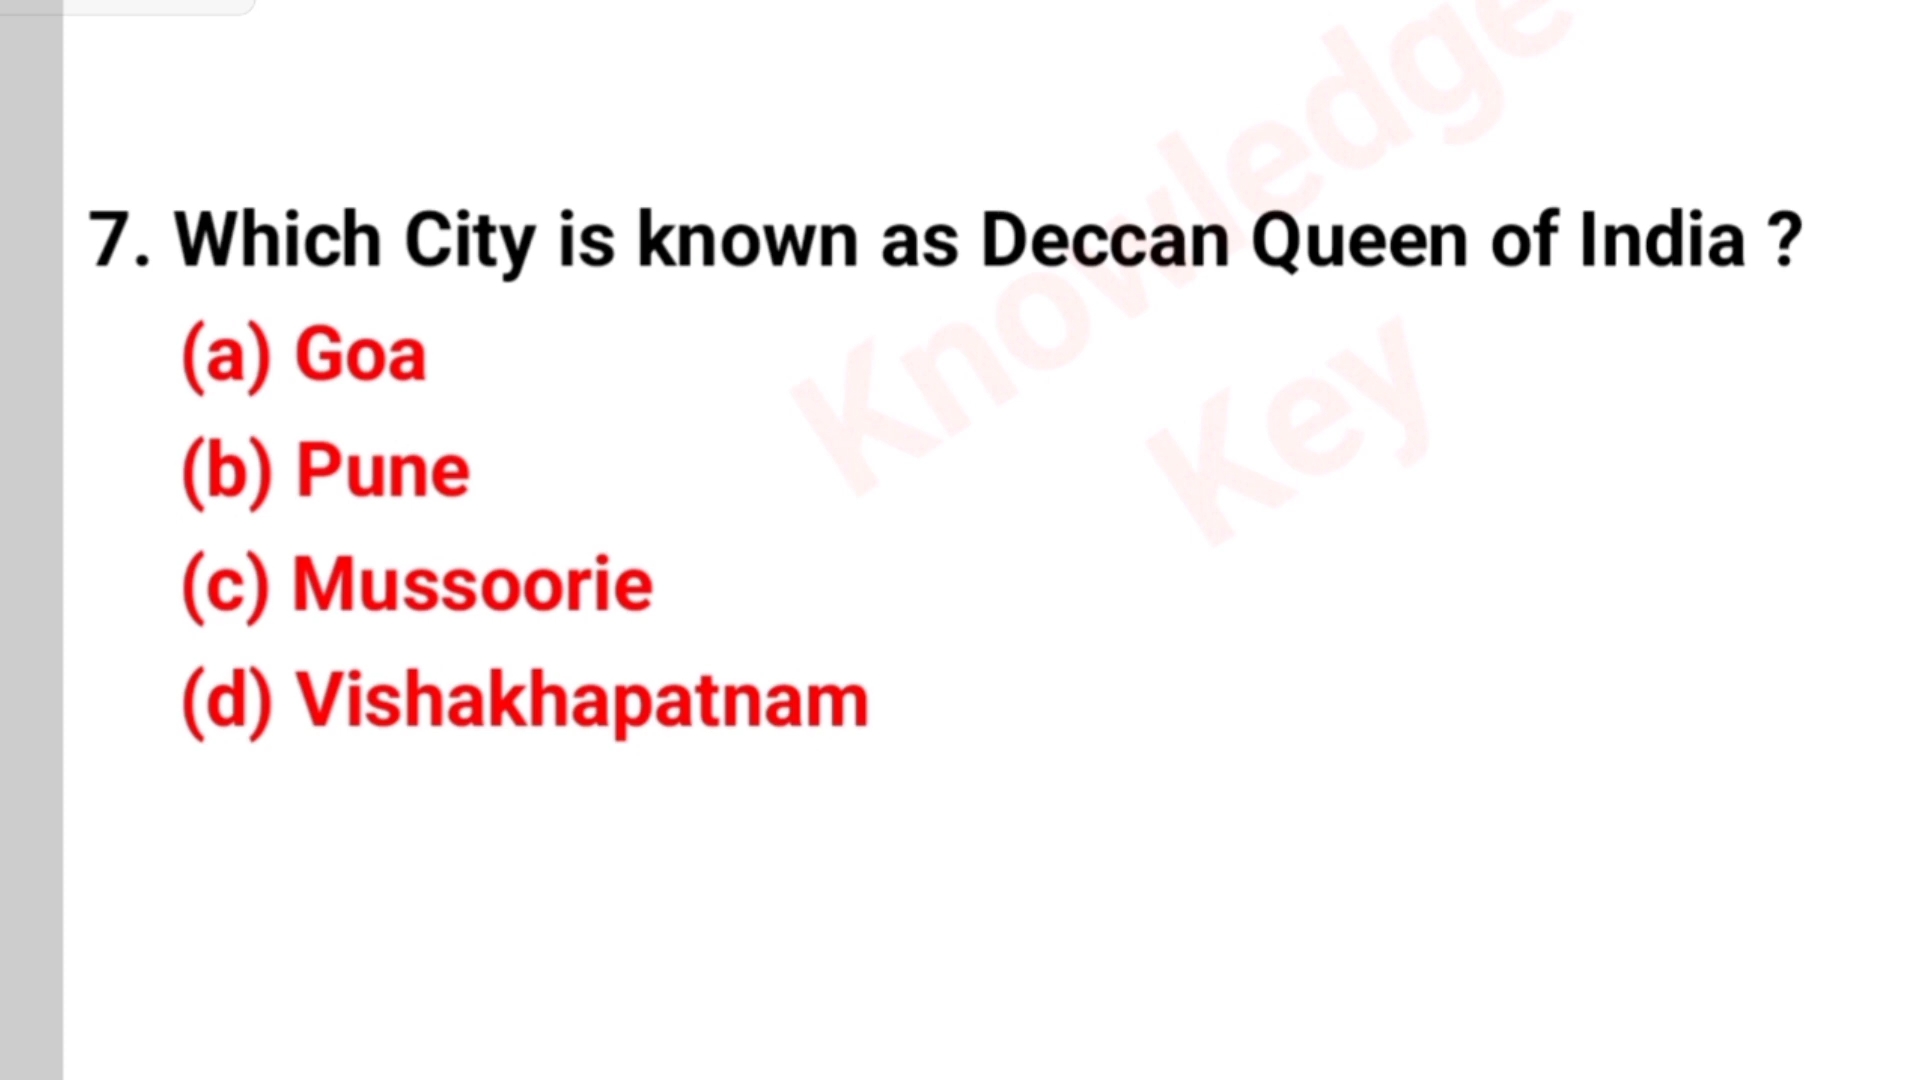 7. Which City is known as Deccan Queen of India ?
(a) Goa
(b) Pune
(c) Mussoorie
(d) Vishakhapatnam
Knowledge
Key